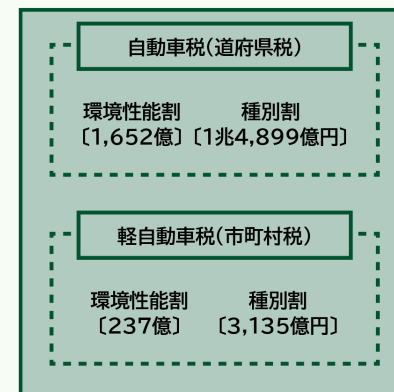 自動車税(道府県税)
環境性能割 種別割
〔1,652億〕〔1兆4,899億円〕
軽自動車税(市町村税)
環境性能割 種別割
〔237億〕 〔3,135億円〕